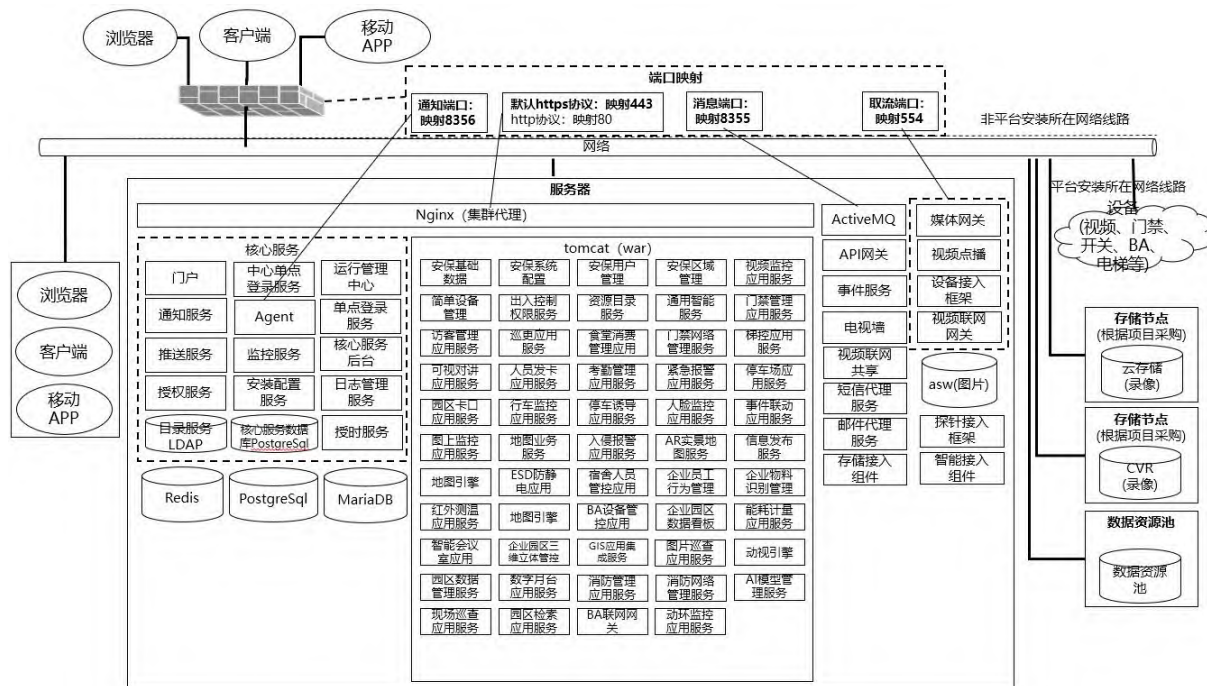 浏览器
客户端
移动
APP
端口映射
通知端口：
映射8356
默认https协议：映射443
http协议：映射80
消息端口：
映射8355
取流端口：
映射554
非平台安装所在网络线路
网络
平台安装所在网络线路
服务器
Nginx（集群代理）
核心服务
门户
中心单点
登录服务
运行管理
中心
通知服务
Agent
单点登录
服务
推送服务
监控服务
核心服务
后台
授权服务
安装配置
服务
日志管理
服务
目录服务
LDAP
核心服务数据
库PostgreSql
授时服务
Redis
PostgreSql
MariaDB
tomcat（war）
安保基础
数据
安保系统
配置
安保用户
管理
安保区域
管理
视频监控
应用服务
简单设备
管理
出入控制
权限服务
资源目录
服务
通用智能
服务
门禁管理
应用服务
访客管理
应用服务
巡更应用
服务
食堂消费
管理应用
门禁网络
管理服务
梯控应用
服务
可视对讲
应用服务
人员发卡
应用服务
考勤管理
应用服务
紧急报警
应用服务
停车场应
用服务
园区卡口
应用服务
行车监控
应用服务
停车诱导
应用服务
人脸监控
应用服务
事件联动
应用服务
图上监控
应用服务
地图业务
服务
入侵报警
应用服务
AR实景地
图服务
信息发布
服务
地图引擎
ESD防静
电应用
宿舍人员
管控应用
企业员工
行为管理
企业物料
识别管理
红外测温
应用服务
地图引擎
BA设备管
控应用
企业园区
数据看板
能耗计量
应用服务
智能会议
室应用
企业园区三
维立体管控
GIS应用集
成服务
图片巡查
应用服务
动视引擎
园区数据
管理服务
数字月台
应用服务
消防管理
应用服务
消防网络
管理服务
AI模型管
理服务
现场巡查
应用服务
园区检索
应用服务
BA联网网
关
动环监控
应用服务
ActiveMQ
API网关
事件服务
电视墙
视频联网
共享
短信代理
服务
邮件代理
服务
存储接入
组件
媒体网关
视频点播
设备接入
框架
视频联网
网关
asw(图片)
探针接入
框架
智能接入
组件
浏览器
客户端
移动
APP
设备
(视频、门禁、
开关、BA、
电梯等)
存储节点
(根据项目采购)
云存储
(录像)
存储节点
(根据项目采购)
CVR
(录像)
数据资源池
数据资源
池